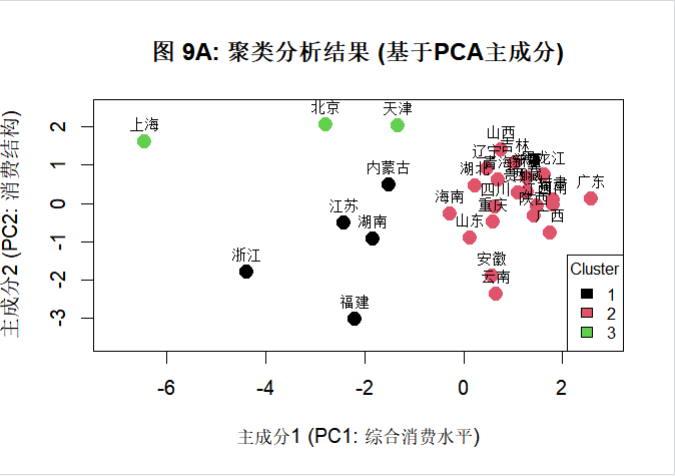 图 9A: 聚类分析结果 (基于PCA主成分)
主成分2 (PC2: 消费结构)
2
1
0
-1
-2
-3
上海
北京
天津
山西
吉林
辽宁
龙江
内蒙古
湖北
广东
海南
四川
重庆
江苏
湖南
山东
陕西
广西
浙江
安徽
云南
福建
Cluster
1
2
3
-6
-4
-2
0
2
主成分1 (PC1: 综合消费水平)